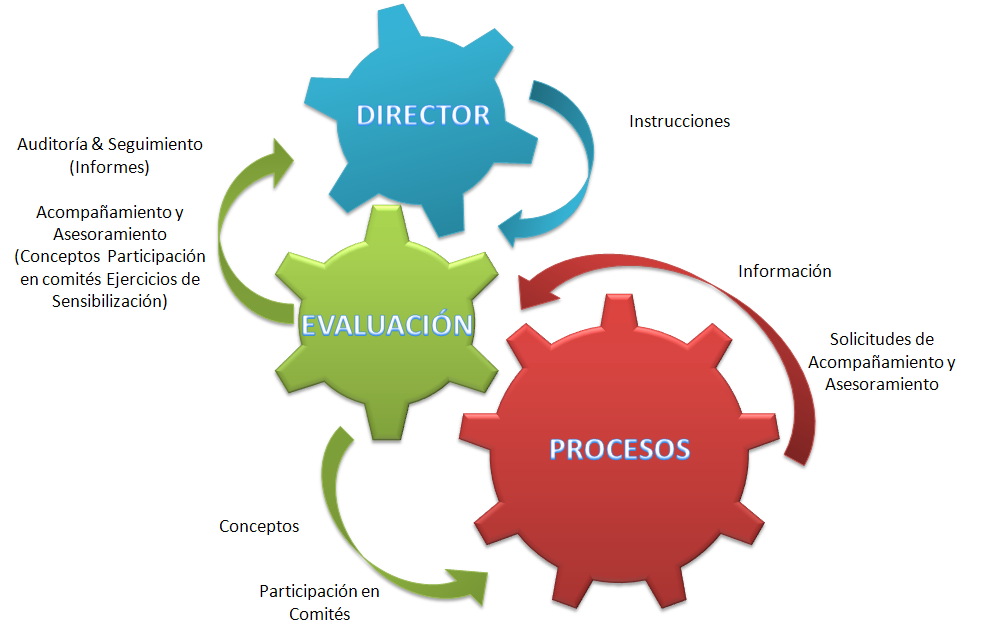 DIRECTOR
Instrucciones
Auditoría & Seguimiento
(Informes)
Acompañamiento y
Asesoramiento
(Conceptos Participación
en comités Ejercicios de
Sensibilización)
EVALUACIÓN
Información
Solicitudes de
Acompañamiento y
Asesoramiento
PROCESOS
Conceptos
Participación en
Comités